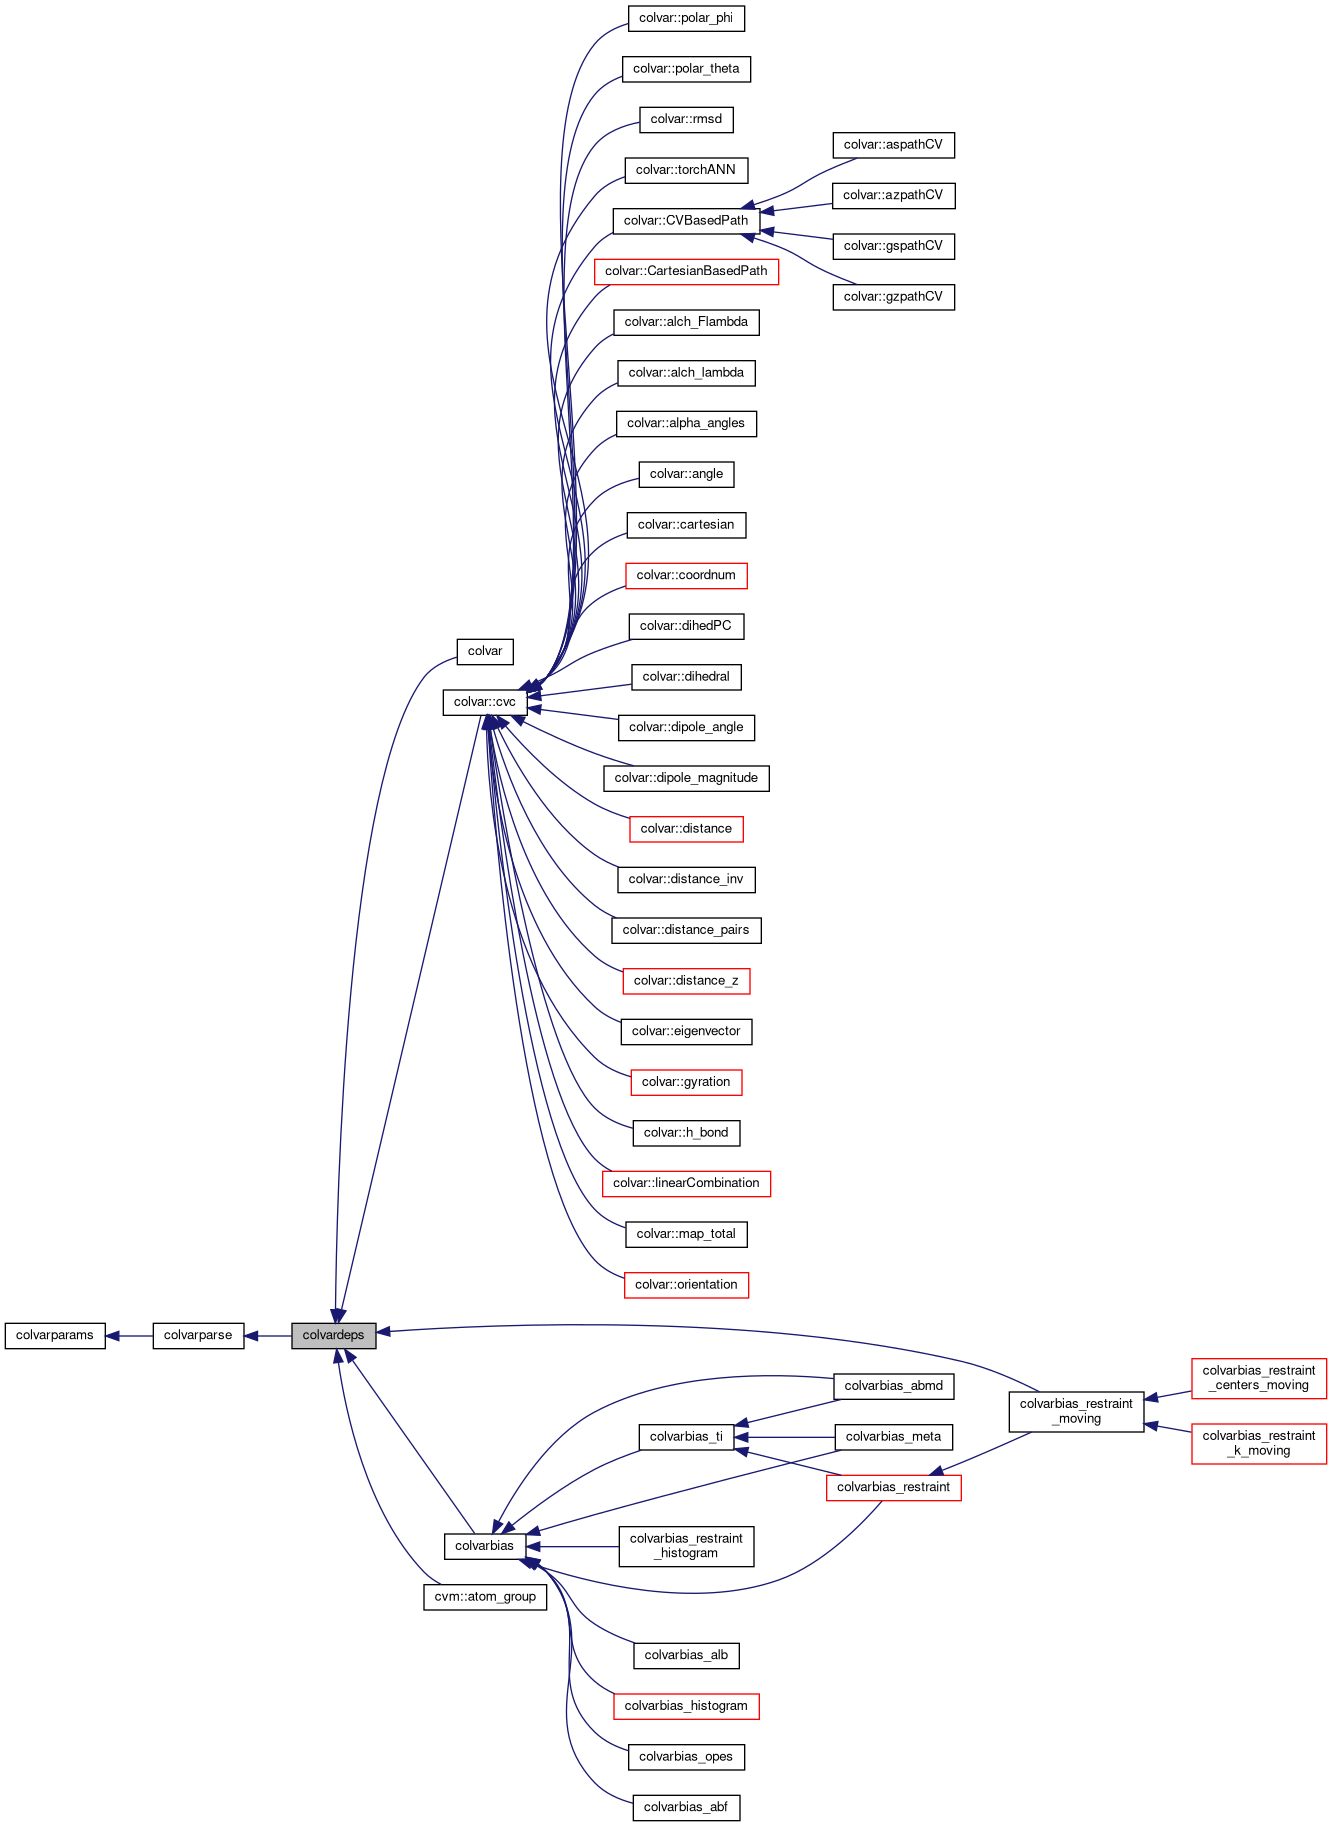 colvar::polar_phi
colvar::polar_theta
colvar::rmsd
colvar::aspathCV
colvar::torchANN
colvar::azpathCV
colvar::CVBasedPath
colvar::gspathCV
colvar::CartesianBasedPath
colvar::gzpathCV
colvar::alch_Flambda
colvar::alch_lambda
colvar::alpha_angles
colvar::angle
colvar::cartesian
colvar::coordnum
colvar::dihedPC
colvar
colvar::dihedral
colvar::cvc
colvar::dipole_angle
colvar::dipole_magnitude
colvar::distance
colvar::distance_inv
colvar::distance_pairs
colvar::distance_z
colvar::eigenvector
colvar::gyration
colvar::h_bond
colvar::linearCombination
colvar::map_total
colvar::orientation
colvarparams
colvarparse
colvardeps
colvarbias_restraint
_centers_moving
colvarbias_abmd
colvarbias_restraint
_moving
colvarbias_ti
colvarbias_meta
colvarbias_restraint
_k_moving
colvarbias_restraint
colvarbias
colvarbias_restraint
_histogram
cvm::atom_group
colvarbias_alb
colvarbias_histogram
colvarbias_opes
colvarbias_abf